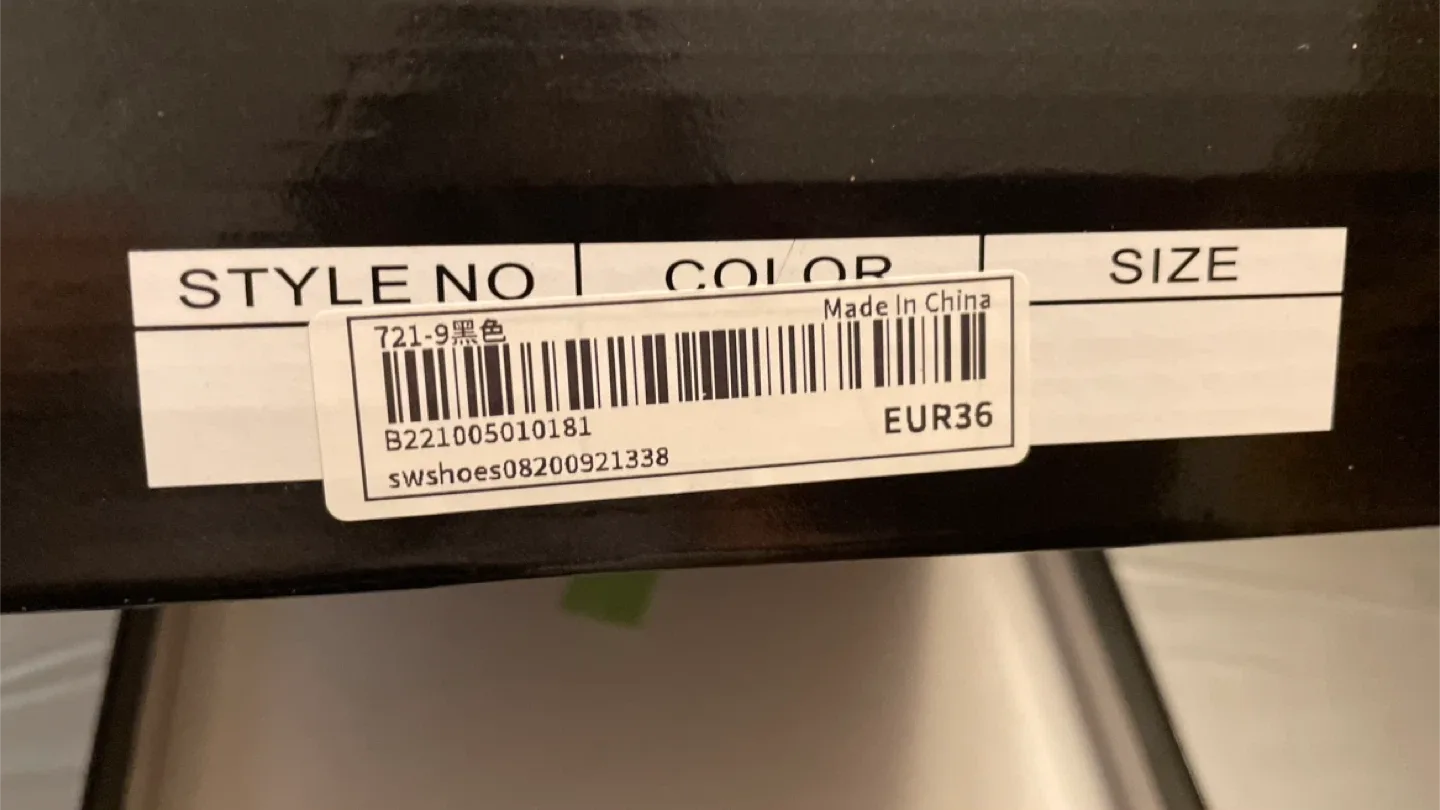 STYLE NO COLOR SIZE
721-9黑色 Made In China
B221005010181 EUR36
swshoes08200921338